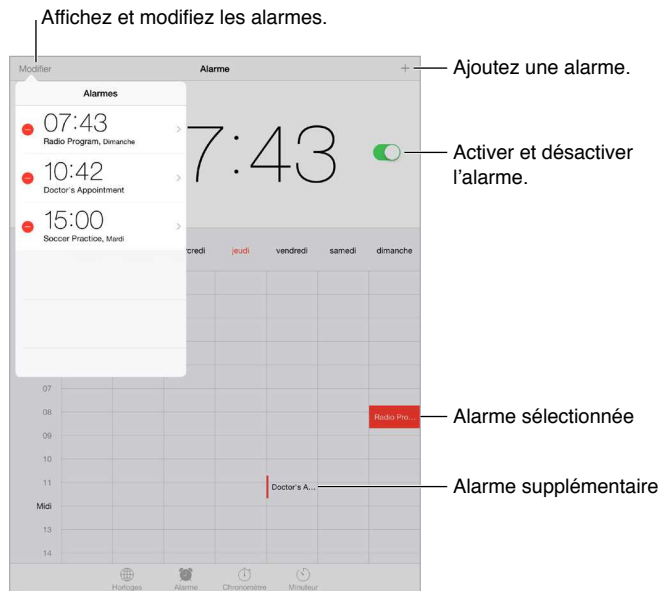 Affichez et modifiez les alarmes.
Modifier
Alarme
+
Ajoutez une alarme.
Alarmes
07:43
Radio Program, Dimanche
10:42
Doctor's Appointment
15:00
Soccer Practice, Mardi
7:43
Activer et désactiver
l'alarme.
rcredi jeudi vendredi samedi dimanche
07
08
Radio Pro...
Alarme sélectionnée
09
10
11
Doctor's A...
Alarme supplémentaire
Midi
13
14
Horloges Alarme Chronomètre Minuteur